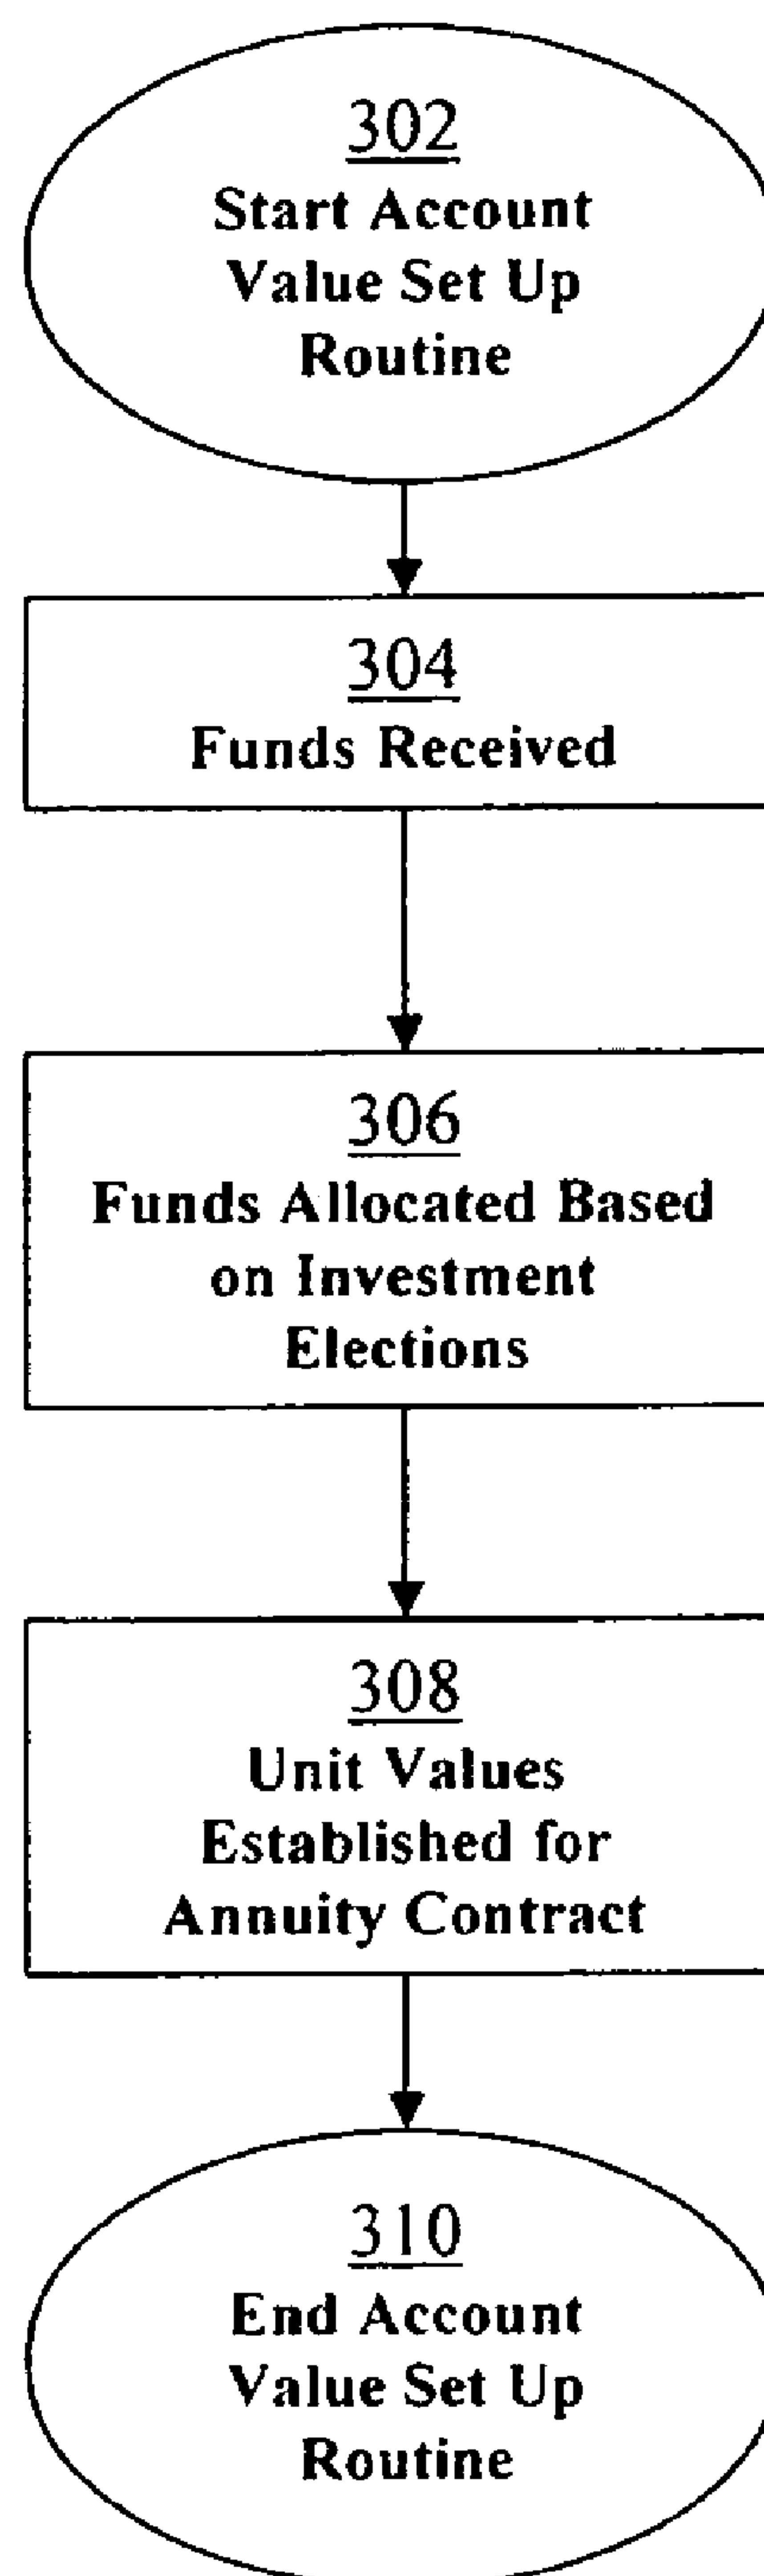 302
Start Account
Value Set Up
Routine
304
Funds Received
306
Funds Allocated Based
on Investment
Elections
308
Unit Values
Established for
Annuity Contract
310
End Account
Value Set Up
Routine